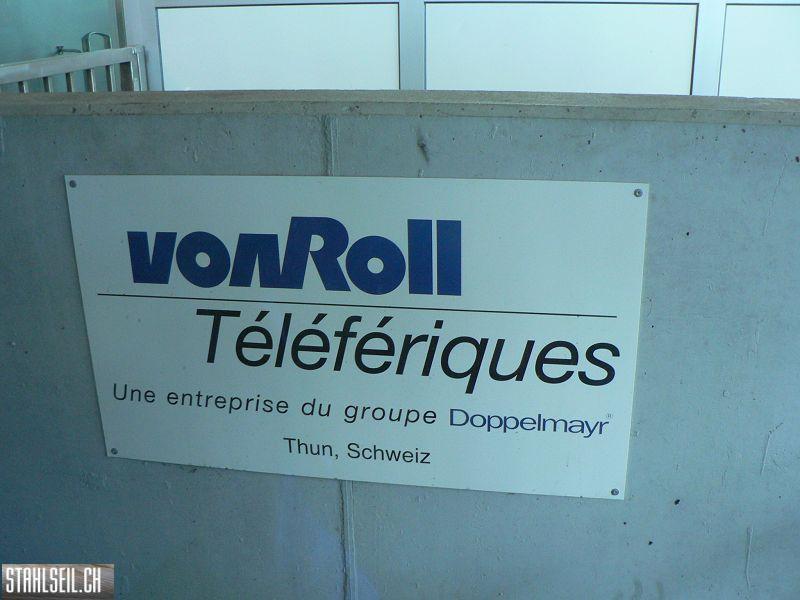 vonRoll
Téléfériques
Une entreprise du groupe Doppelmayr®
Thun, Schweiz
STAHLSEIL.CH